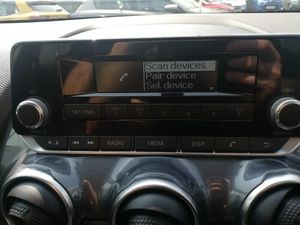 Scan devices
Pair device
Sel. device
SETTING
RADIO
MEDIA
DISP